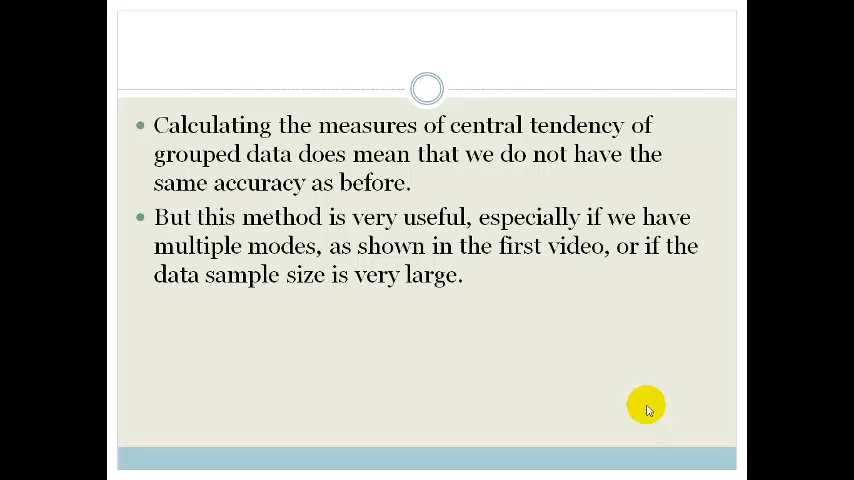 Calculating the measures of central tendency of
grouped data does mean that we do not have the
same accuracy as before.
But this method is very useful, especially if we have
multiple modes, as shown in the first video, or if the
data sample size is very large.